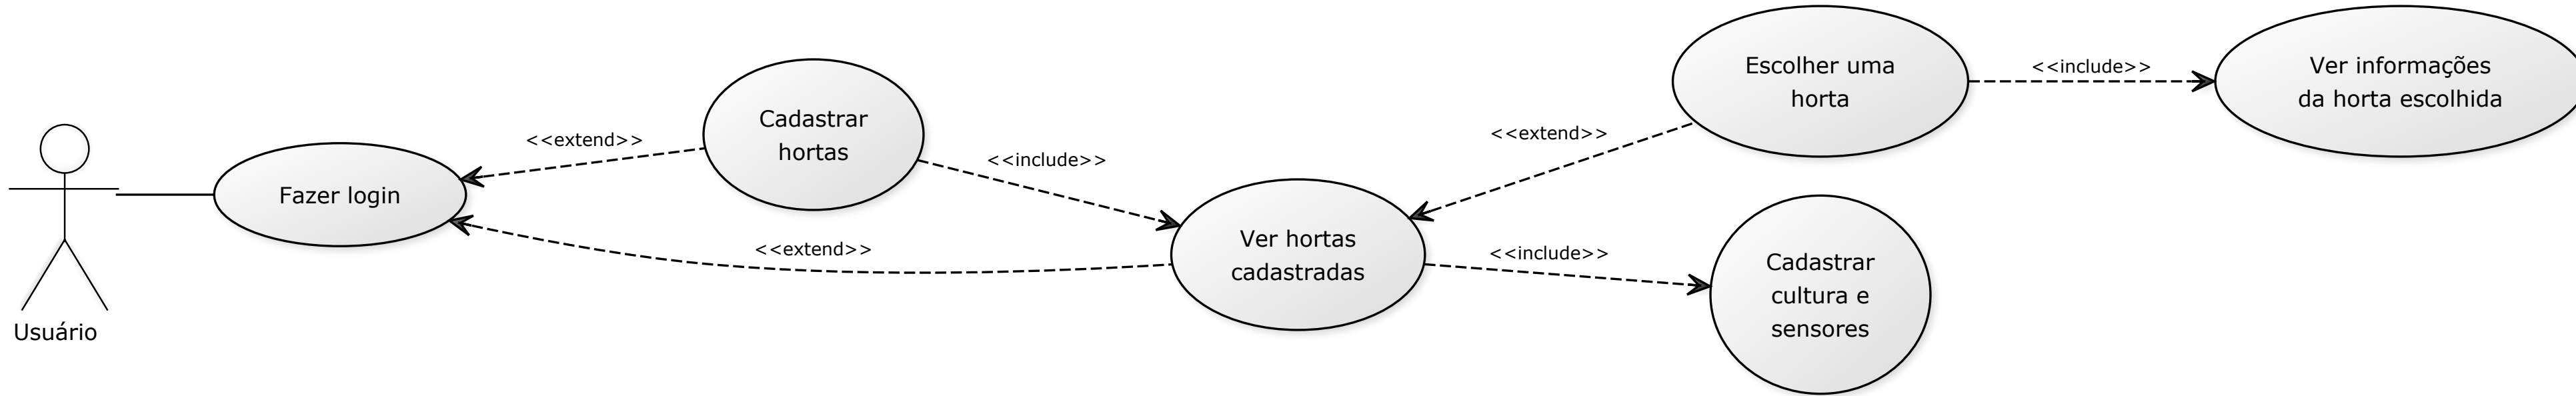 Usuário
Fazer login
<<extend>>
Cadastrar
hortas
<<include>>
<<extend>>
Ver hortas
cadastradas
<<extend>>
Escolher uma
horta
<<include>>
Ver informações
da horta escolhida
<<include>>
Cadastrar
cultura e
sensores